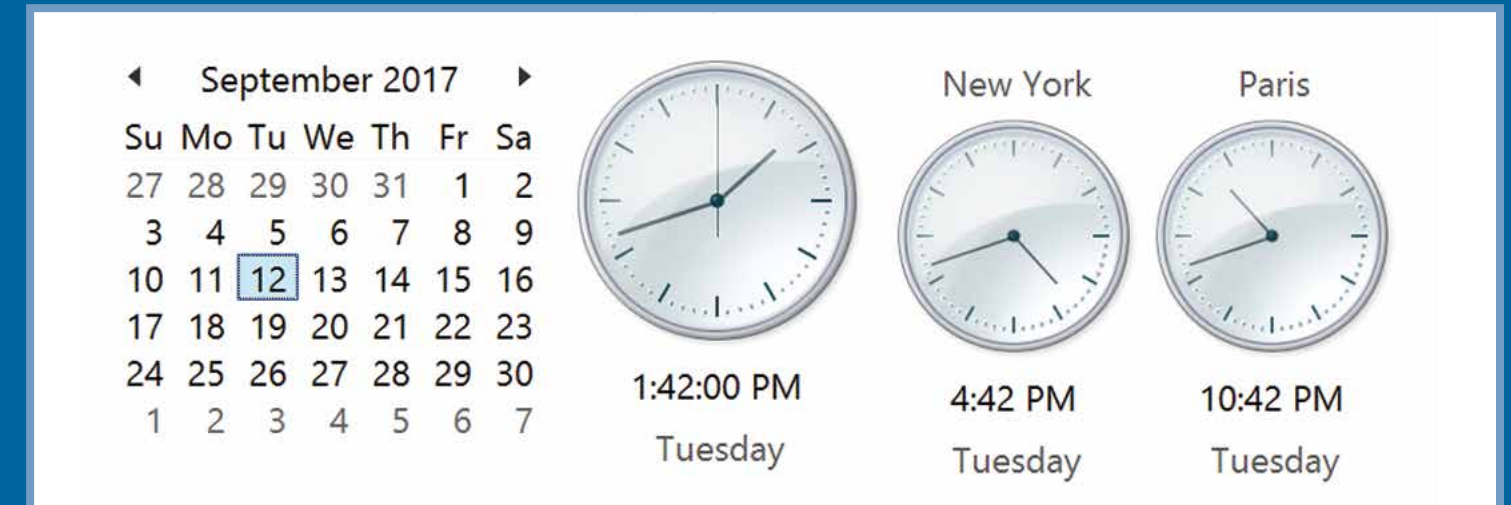 September 2017
Su Mo Tu We Th Fr Sa
27 28 29 30 31 1 2
3 4 5 6 7 8 9
10 11 12 13 14 15 16
17 18 19 20 21 22 23
24 25 26 27 28 29 30
1 2 3 4 5 6 7
1:42:00 PM
Tuesday
New York
4:42 PM
Tuesday
Paris
10:42 PM
Tuesday